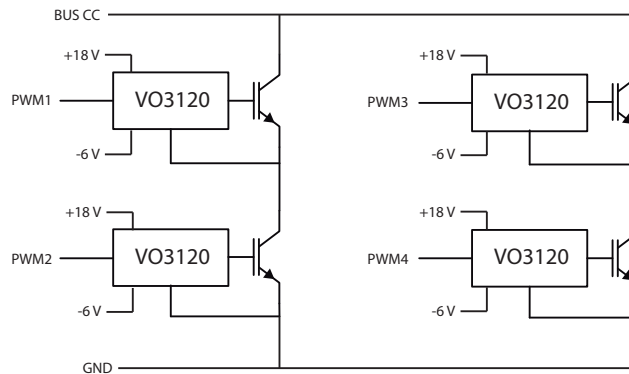 BUS CC
+18 V
+18 V
PWM1
VO3120
PWM3
VO3120
-6 V
-6 V
+18 V
+18 V
PWM2
VO3120
PWM4
VO3120
-6 V
-6 V
GND